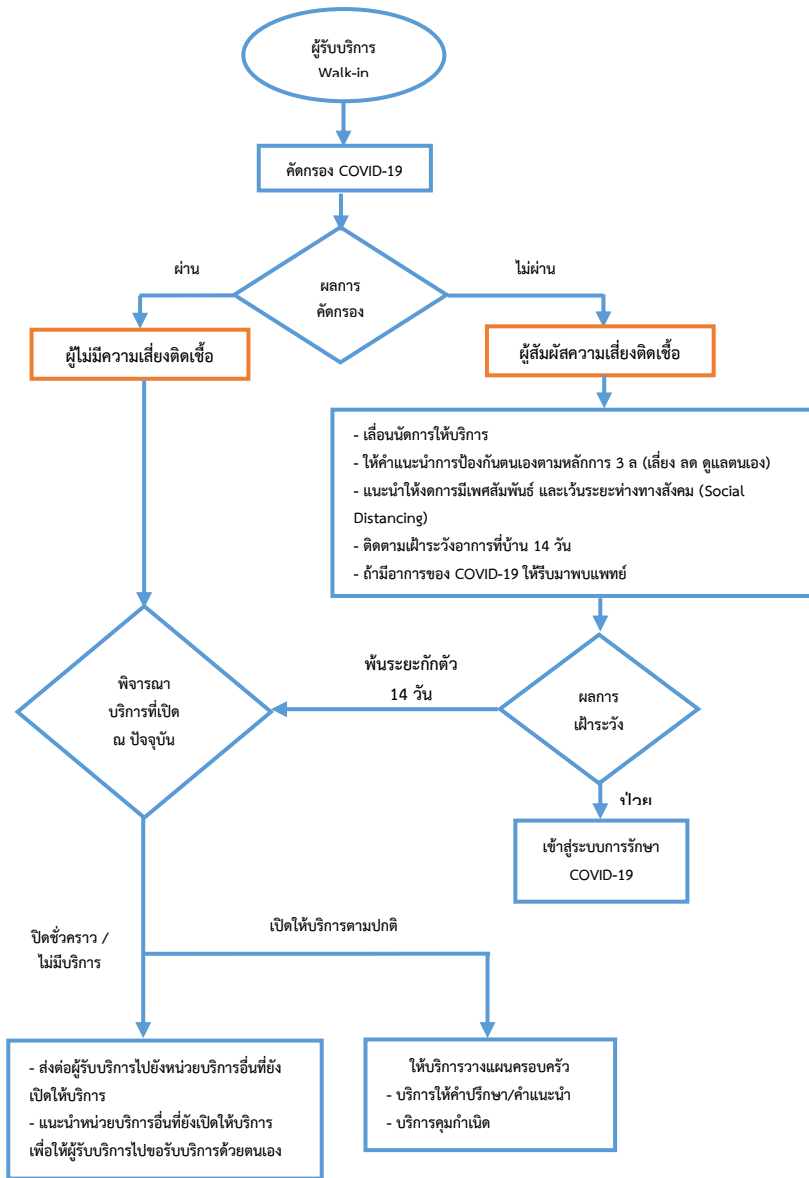 ผู้รับบริการ
Walk-in
คัดกรอง COVID-19
ผลการ
คัดกรอง
ผ่าน
ไม่ผ่าน
ผู้ไม่มีความเสี่ยงติดเชื้อ
ผู้สัมผัสความเสี่ยงติดเชื้อ
- เลื่อนนัดการให้บริการ
- ให้คำแนะนำการป้องกันตนเองตามหลักการ 3 ล (เลี่ยง ลด ดูแลตนเอง)
- แนะนำให้งดการมีเพศสัมพันธ์ และเว้นระยะห่างทางสังคม (Social
Distancing)
- ติดตามเฝ้าระวังอาการที่บ้าน 14 วัน
- ถ้ามีอาการของ COVID-19 ให้รีบมาพบแพทย์
พิจารณา
บริการที่เปิด
ณ ปัจจุบัน
พ้นระยะกักตัว
14 วัน
ผลการ
เฝ้าระวัง
ป่วย
เข้าสู่ระบบการรักษา
COVID-19
ปิดชั่วคราว /
ไม่มีบริการ
เปิดให้บริการตามปกติ
- ส่งต่อผู้รับบริการไปยังหน่วยบริการอื่นที่ยัง
เปิดให้บริการ
- แนะนำหน่วยบริการอื่นที่ยังเปิดให้บริการ
เพื่อให้ผู้รับบริการไปขอรับบริการด้วยตนเอง
ให้บริการวางแผนครอบครัว
- บริการให้คำปรึกษา/คำแนะนำ
- บริการคุมกำเนิด